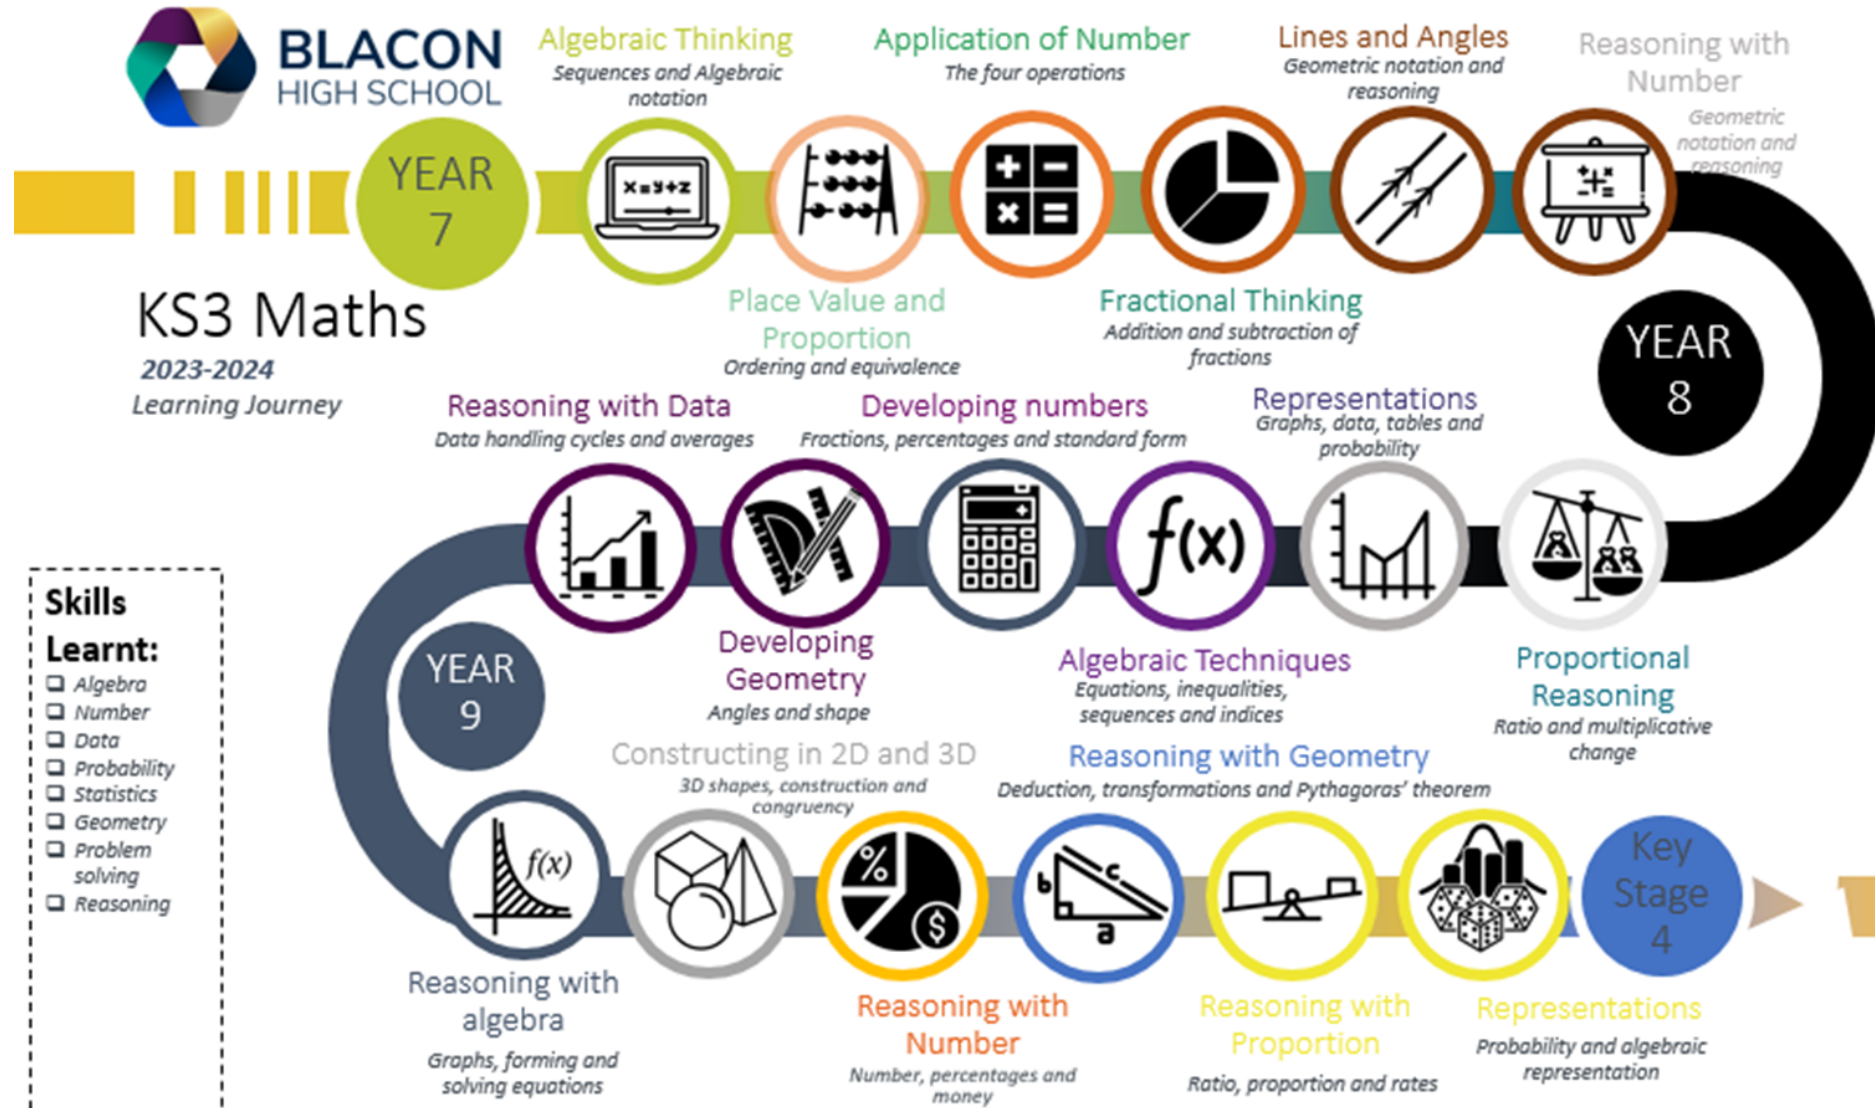 BLACON
HIGH SCHOOL
Algebraic Thinking
Sequences and Algebraic
notation
Application of Number
The four operations
Lines and Angles
Geometric notation and
reasoning
Reasoning with
Number
Geometric
notation and
reasoning
YEAR
7
x=y+z
+ −
× =
KS3 Maths
2023-2024
Learning Journey
Place Value and
Proportion
Ordering and equivalence
Fractional Thinking
Addition and subtraction of
fractions
YEAR
8
Reasoning with Data
Data handling cycles and averages
Developing numbers
Fractions, percentages and standard form
Representations
Graphs, data, tables and
probability
f(x)
Developing
Geometry
Angles and shape
Algebraic Techniques
Equations, inequalities,
sequences and indices
Proportional
Reasoning
Ratio and multiplicative
change
Skills
Learnt:
❑ Algebra
❑ Number
❑ Data
❑ Probability
❑ Statistics
❑ Geometry
❑ Problem
solving
❑ Reasoning
YEAR
9
Constructing in 2D and 3D
3D shapes, construction and
congruency
Reasoning with Geometry
Deduction, transformations and Pythagoras’ theorem
f(x)
%
$
b
c
a
Key
Stage
4
Reasoning with
algebra
Graphs, forming and
solving equations
Reasoning with
Number
Number, percentages and
money
Reasoning with
Proportion
Ratio, proportion and rates
Representations
Probability and algebraic
representation